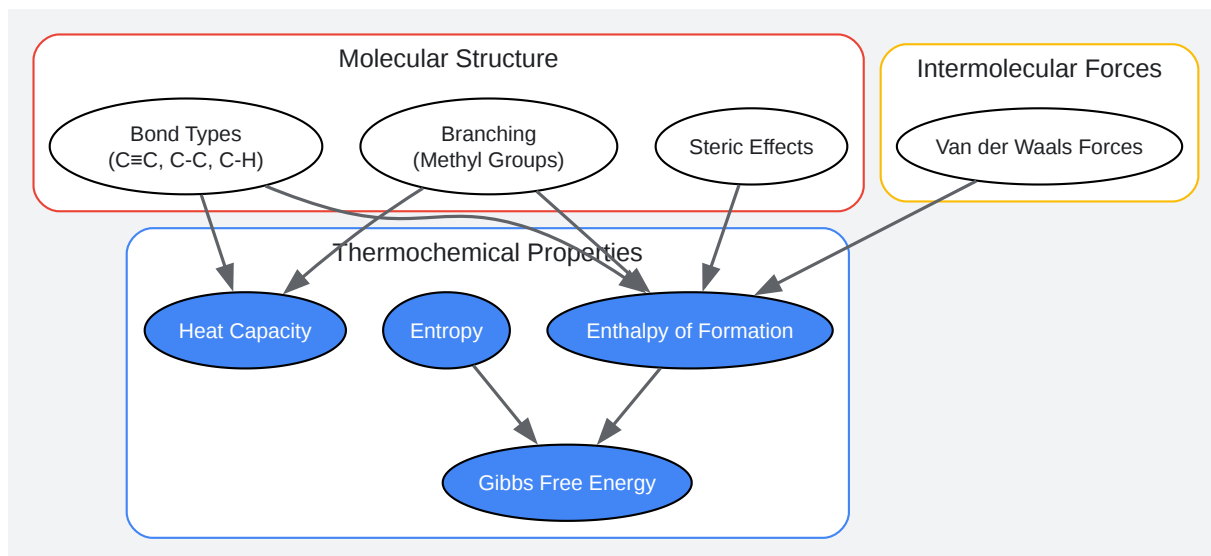 Molecular Structure
Intermolecular Forces
Bond Types
(C≡C, C-C, C-H)
Branching
(Methyl Groups)
Steric Effects
Van der Waals Forces
Thermochemical Properties
Heat Capacity
Entropy
Enthalpy of Formation
Gibbs Free Energy